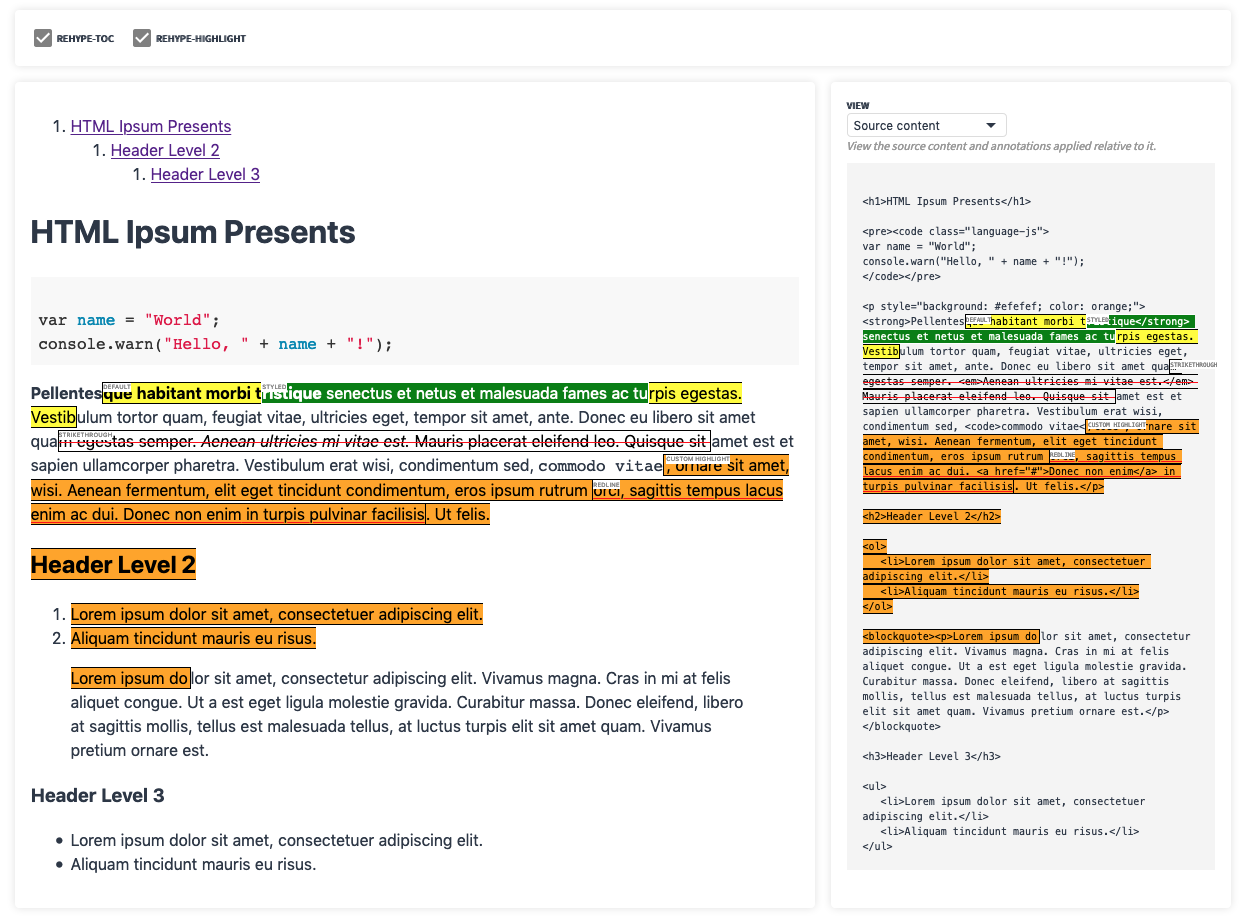 REHYPE-TOC REHYPE-HIGHLIGHT
1. HTML Ipsum Presents
1. Header Level 2
1. Header Level 3
HTML Ipsum Presents
var name = "World";
console.warn("Hello, " + name + "!");
DEFAULT STYLED
Pellentesque habitant morbi tristique senectus et netus et malesuada fames ac turpis egestas.
Vestibulum tortor quam, feugiat vitae, ultricies eget, tempor sit amet, ante. Donec eu libero sit amet
STRIKETHROUGH
quam egestas semper. Aenean ultricies mi vitae est. Mauris placerat eleifend leo. Quisque sit amet est et
CUSTOM HIGHLIGHT
sapien ullamcorper pharetra. Vestibulum erat wisi, condimentum sed, commodo vitae, ornare sit amet,
REDLINE
wisi. Aenean fermentum, elit eget tincidunt condimentum, eros ipsum rutrum orci, sagittis tempus lacus
enim ac dui. Donec non enim in turpis pulvinar facilisis. Ut felis.
Header Level 2
1. Lorem ipsum dolor sit amet, consectetuer adipiscing elit.
2. Aliquam tincidunt mauris eu risus.
Lorem ipsum dolor sit amet, consectetur adipiscing elit. Vivamus magna. Cras in mi at felis
aliquet congue. Ut a est eget ligula molestie gravida. Curabitur massa. Donec eleifend, libero
at sagittis mollis, tellus est malesuada tellus, at luctus turpis elit sit amet quam. Vivamus
pretium ornare est.
Header Level 3
• Lorem ipsum dolor sit amet, consectetuer adipiscing elit.
• Aliquam tincidunt mauris eu risus.
VIEW
Source content
View the source content and annotations applied relative to it.
<h1>HTML Ipsum Presents</h1>
<pre><code class="language-js">
var name = "World";
console.warn("Hello, " + name + "!");
</code></pre>
<p style="background: #efefef; color: orange;">
DEFAULT STYLED
<strong>Pellentesque habitant morbi tristique</strong>
senectus et netus et malesuada fames ac turpis egestas.
Vestibulum tortor quam, feugiat vitae, ultricies eget,
STRIKETHROUGH
tempor sit amet, ante. Donec eu libero sit amet quam
egestas semper. <em>Aenean ultricies mi vitae est.</em>
Mauris placerat eleifend leo. Quisque sit amet est et
sapien ullamcorper pharetra. Vestibulum erat wisi,
CUSTOM HIGHLIGHT
condimentum sed, <code>commodo vitae<
ornare sit
amet, wisi. Aenean fermentum, elit eget tincidunt
REDLINE
condimentum, eros ipsum rutrum orci, sagittis tempus
lacus enim ac dui. <a href="#">Donec non enim</a> in
turpis pulvinar facilisis. Ut felis.</p>
<h2>Header Level 2</h2>
<ol>
<li>Lorem ipsum dolor sit amet, consectetuer
adipiscing elit.</li>
<li>Aliquam tincidunt mauris eu risus.</li>
</ol>
<blockquote><p>Lorem ipsum dolor sit amet, consectetur
adipiscing elit. Vivamus magna. Cras in mi at felis
aliquet congue. Ut a est eget ligula molestie gravida.
Curabitur massa. Donec eleifend, libero at sagittis
mollis, tellus est malesuada tellus, at luctus turpis
elit sit amet quam. Vivamus pretium ornare est.</p>
</blockquote>
<h3>Header Level 3</h3>
<ul>
<li>Lorem ipsum dolor sit amet, consectetuer
adipiscing elit.</li>
<li>Aliquam tincidunt mauris eu risus.</li>
</ul>